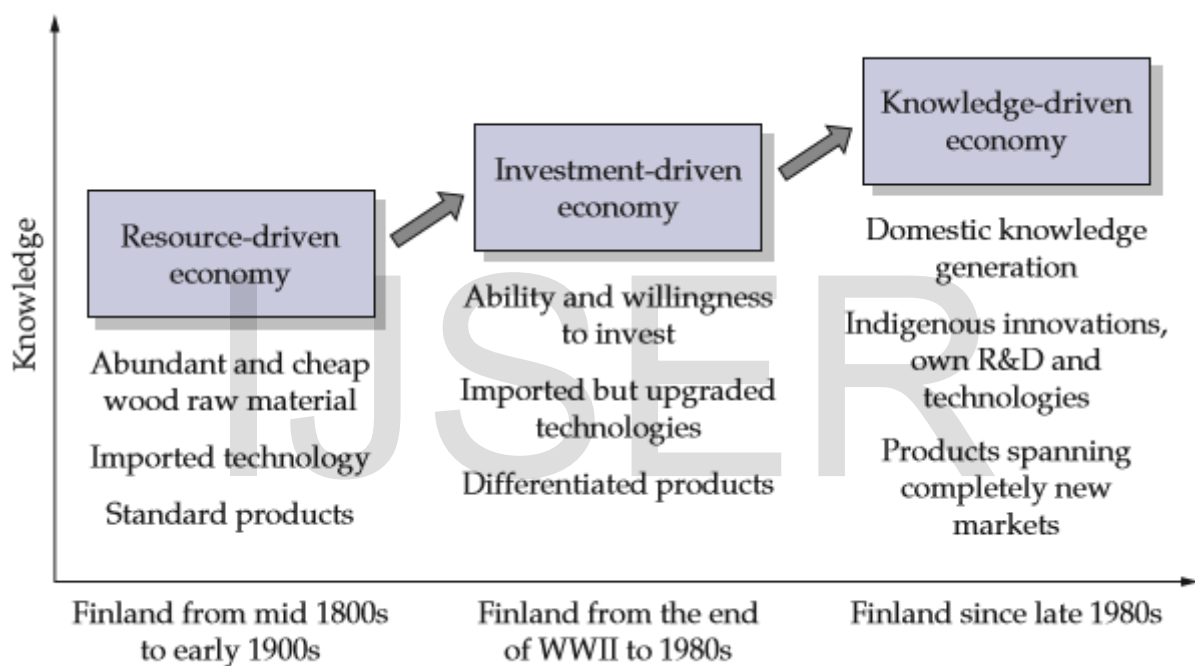 Knowledge
Resource-driven
economy
Abundant and cheap
wood raw material
Imported technology
Standard products
Finland from mid 1800s
to early 1900s
Investment-driven
economy
Ability and willingness
to invest
Imported but upgraded
technologies
Differentiated products
Finland from the end
of WWII to 1980s
Knowledge-driven
economy
Domestic knowledge
generation
Indigenous innovations,
own R&D and
technologies
Products spanning
completely new
markets
Finland since late 1980s
IJSER